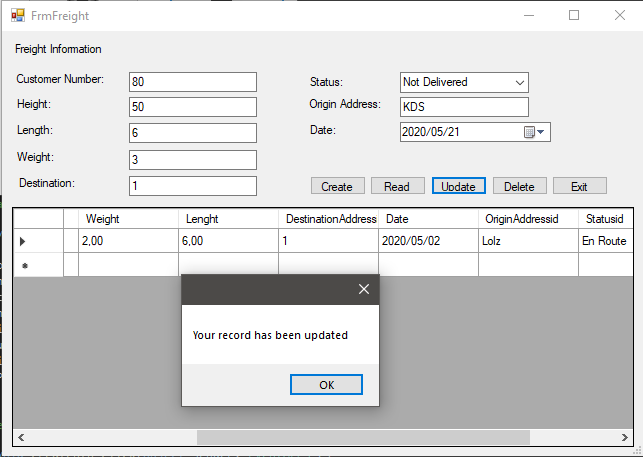 FrmFreight
Freight Information
Customer Number: 80 Status: Not Delivered
Height: 50 Origin Address: KDS
Length: 6 Date: 2020/05/21
Weight: 3
Destination: 1 Create Read Update Delete Exit
Weight Lenght DestinationAddress Date OriginAddressid Statusid
2,00 6,00 1 2020/05/02 Lolz En Route
Your record has been updated
OK